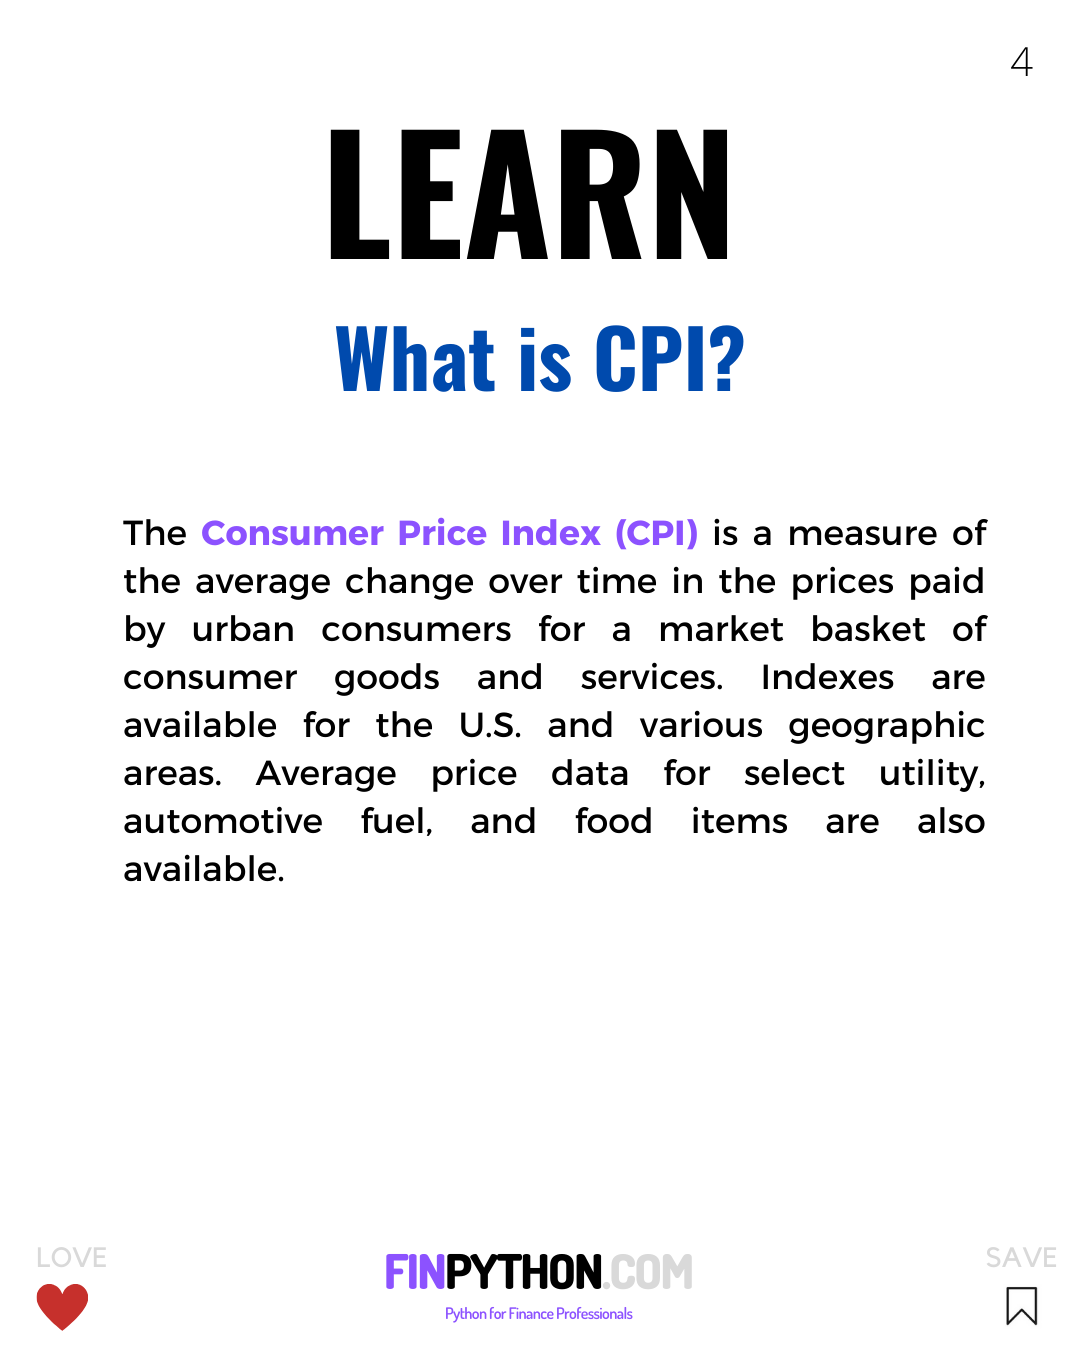 4
LEARN
What is CPI?
The Consumer Price Index (CPI) is a measure of
the average change over time in the prices paid
by urban consumers for a market basket of
consumer goods and services. Indexes are
available for the U.S. and various geographic
areas. Average price data for select utility,
automotive fuel, and food items are also
available.
LOVE
FINPYTHON.COM
Python for Finance Professionals
SAVE